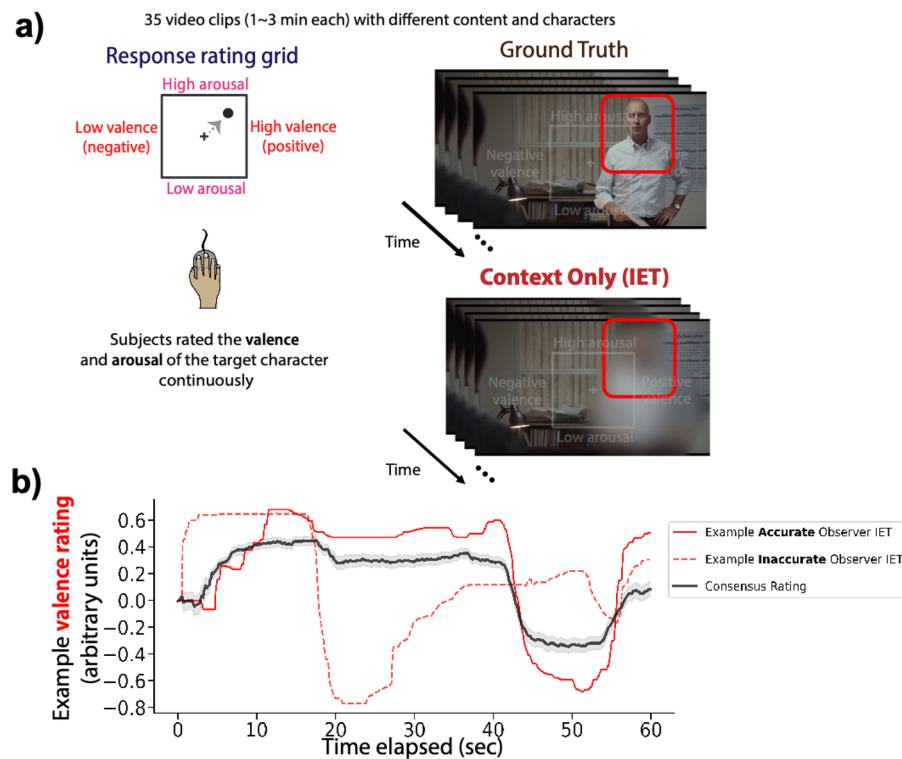 a)
35 video clips (1~3 min each) with different content and characters
Response rating grid
High arousal
Low valence
(negative)
High valence
(positive)
Low arousal
Subjects rated the valence
and arousal of the target character
continuously
Ground Truth
High arousal
Negative
valence
Positive
valence
Low arousal
Time
Context Only (IET)
High arousal
Negative
valence
Positive
valence
Low arousal
Time
b)
Example valence rating
(arbitrary units)
0.6
0.4
0.2
0.0
−0.2
−0.4
−0.6
−0.8
0
10
20
30
40
50
60
Time elapsed (sec)
Example Accurate Observer IET
Example Inaccurate Observer IET
Consensus Rating